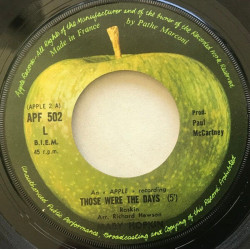 Apple Records All Rights of the Manufacturer and of the Owner of the Recorded Work Reserved
Made in France by Pathé Marconi
(APPLE 2 A)
APF 502
L
B.I.E.M.
45 r.p.m.
Prod.
Paul
McCartney
An « APPLE » recording
THOSE WERE THE DAYS (5')
Raskin
Arr. Richard Hewson
Unauthorised Public Performance, Broadcasting and Copying of this Record Prohibited